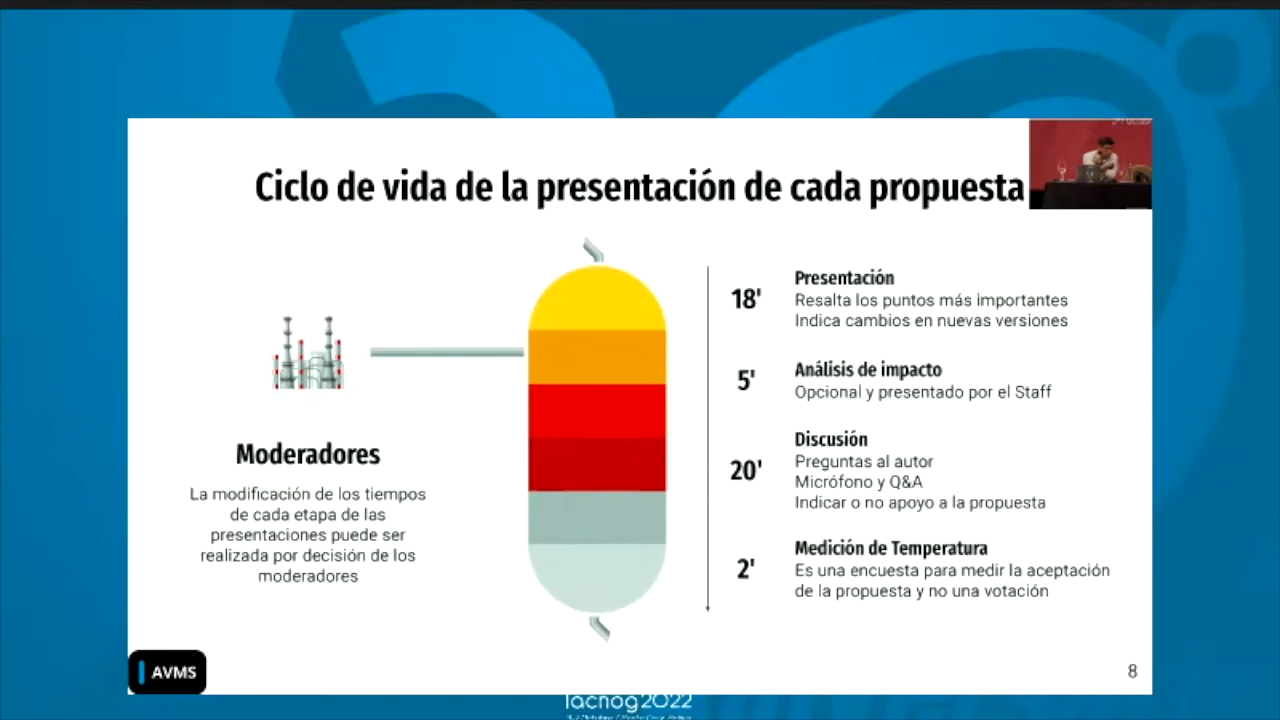 Ciclo de vida de la presentación de cada propuesta
Moderadores
La modificación de los tiempos
de cada etapa de las
presentaciones puede ser
realizada por decisión de los
moderadores
18'
Presentación
Resalta los puntos más importantes
Indica cambios en nuevas versiones
5'
Análisis de impacto
Opcional y presentado por el Staff
20'
Discusión
Preguntas al autor
Micrófono y Q&A
Indicar o no apoyo a la propuesta
2'
Medición de Temperatura
Es una encuesta para medir la aceptación
de la propuesta y no una votación
AVMS
8
lacnog2022